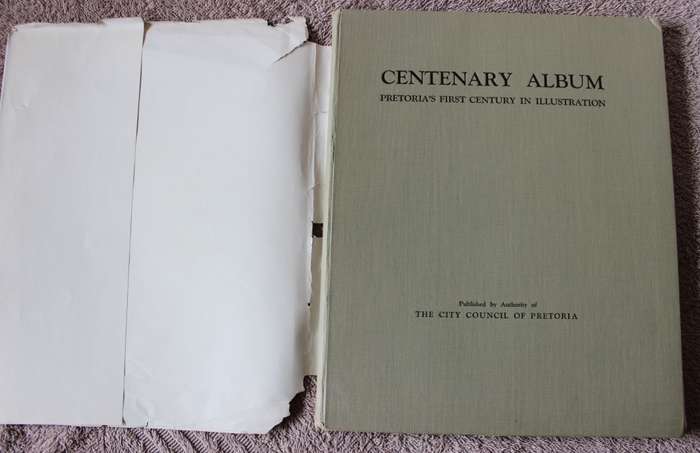 CENTENARY ALBUM
PRETORIA'S FIRST CENTURY IN ILLUSTRATION
Published by Authority of
THE CITY COUNCIL OF PRETORIA